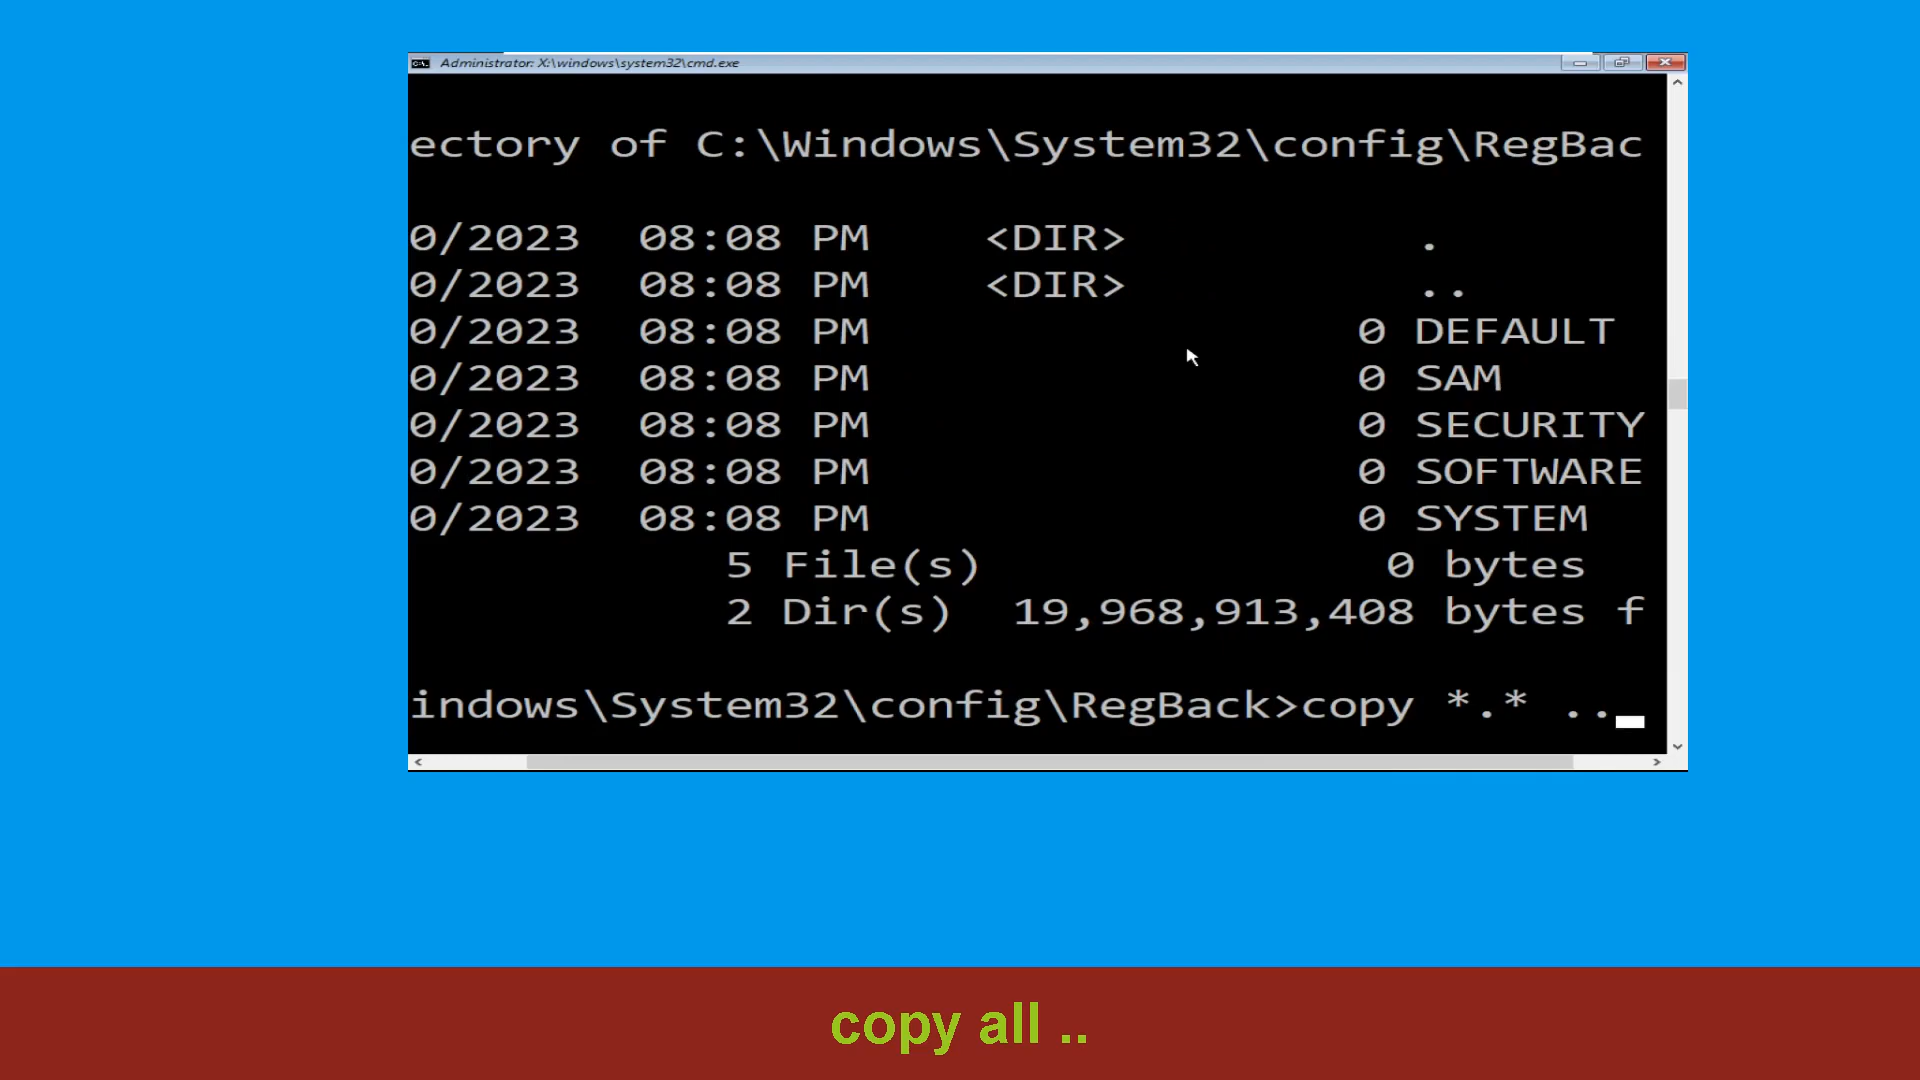 Administrator: X:\windows\system32\cmd.exe
ectory of C:\Windows\System32\config\RegBac
0/2023 08:08 PM <DIR> .
0/2023 08:08 PM <DIR> ..
0/2023 08:08 PM 0 DEFAULT
0/2023 08:08 PM 0 SAM
0/2023 08:08 PM 0 SECURITY
0/2023 08:08 PM 0 SOFTWARE
0/2023 08:08 PM 0 SYSTEM
5 File(s) 0 bytes
2 Dir(s) 19,968,913,408 bytes f
indows\System32\config\RegBack>copy *.* ..
copy all ..